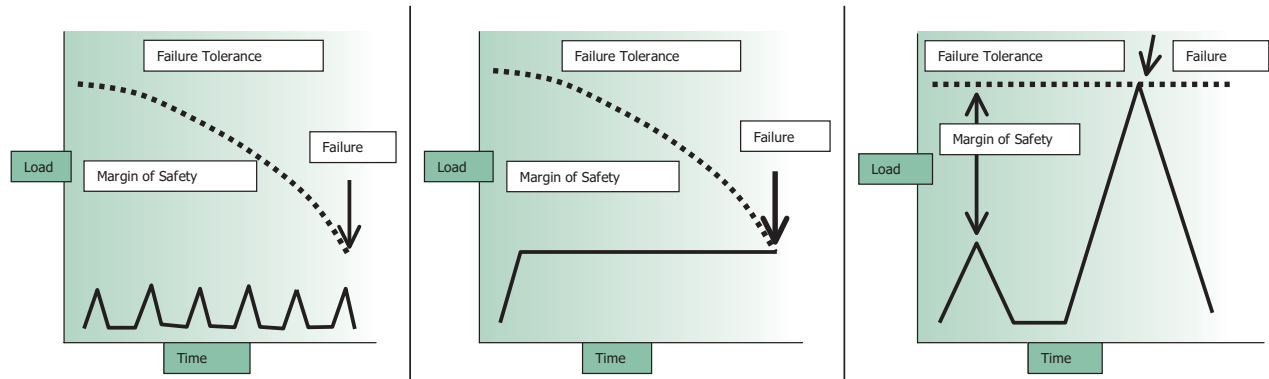 Failure Tolerance
Failure
Load
Margin of Safety
Time
Failure Tolerance
Failure
Load
Margin of Safety
Time
Failure Tolerance
Failure
Margin of Safety
Load
Time